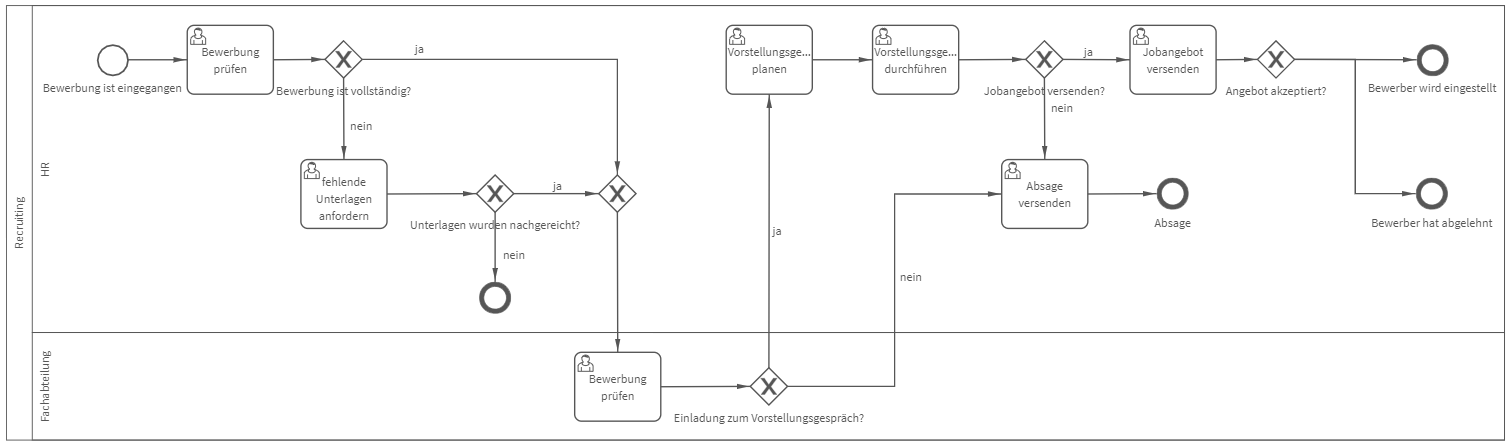 Recruiting
HR
Bewerbung ist eingegangen
Bewerbung
prüfen
Bewerbung ist vollständig?
ja
nein
fehlende
Unterlagen
anfordern
Unterlagen wurden nachgereicht?
ja
nein
Vorstellungsge...
planen
Vorstellungsge...
durchführen
Jobangebot versenden?
ja
nein
Jobangebot
versenden
Angebot akzeptiert?
Bewerber wird eingestellt
Bewerber hat abgelehnt
Absage
versenden
Absage
ja
nein
Fachabteilung
Bewerbung
prüfen
Einladung zum Vorstellungsgespräch?